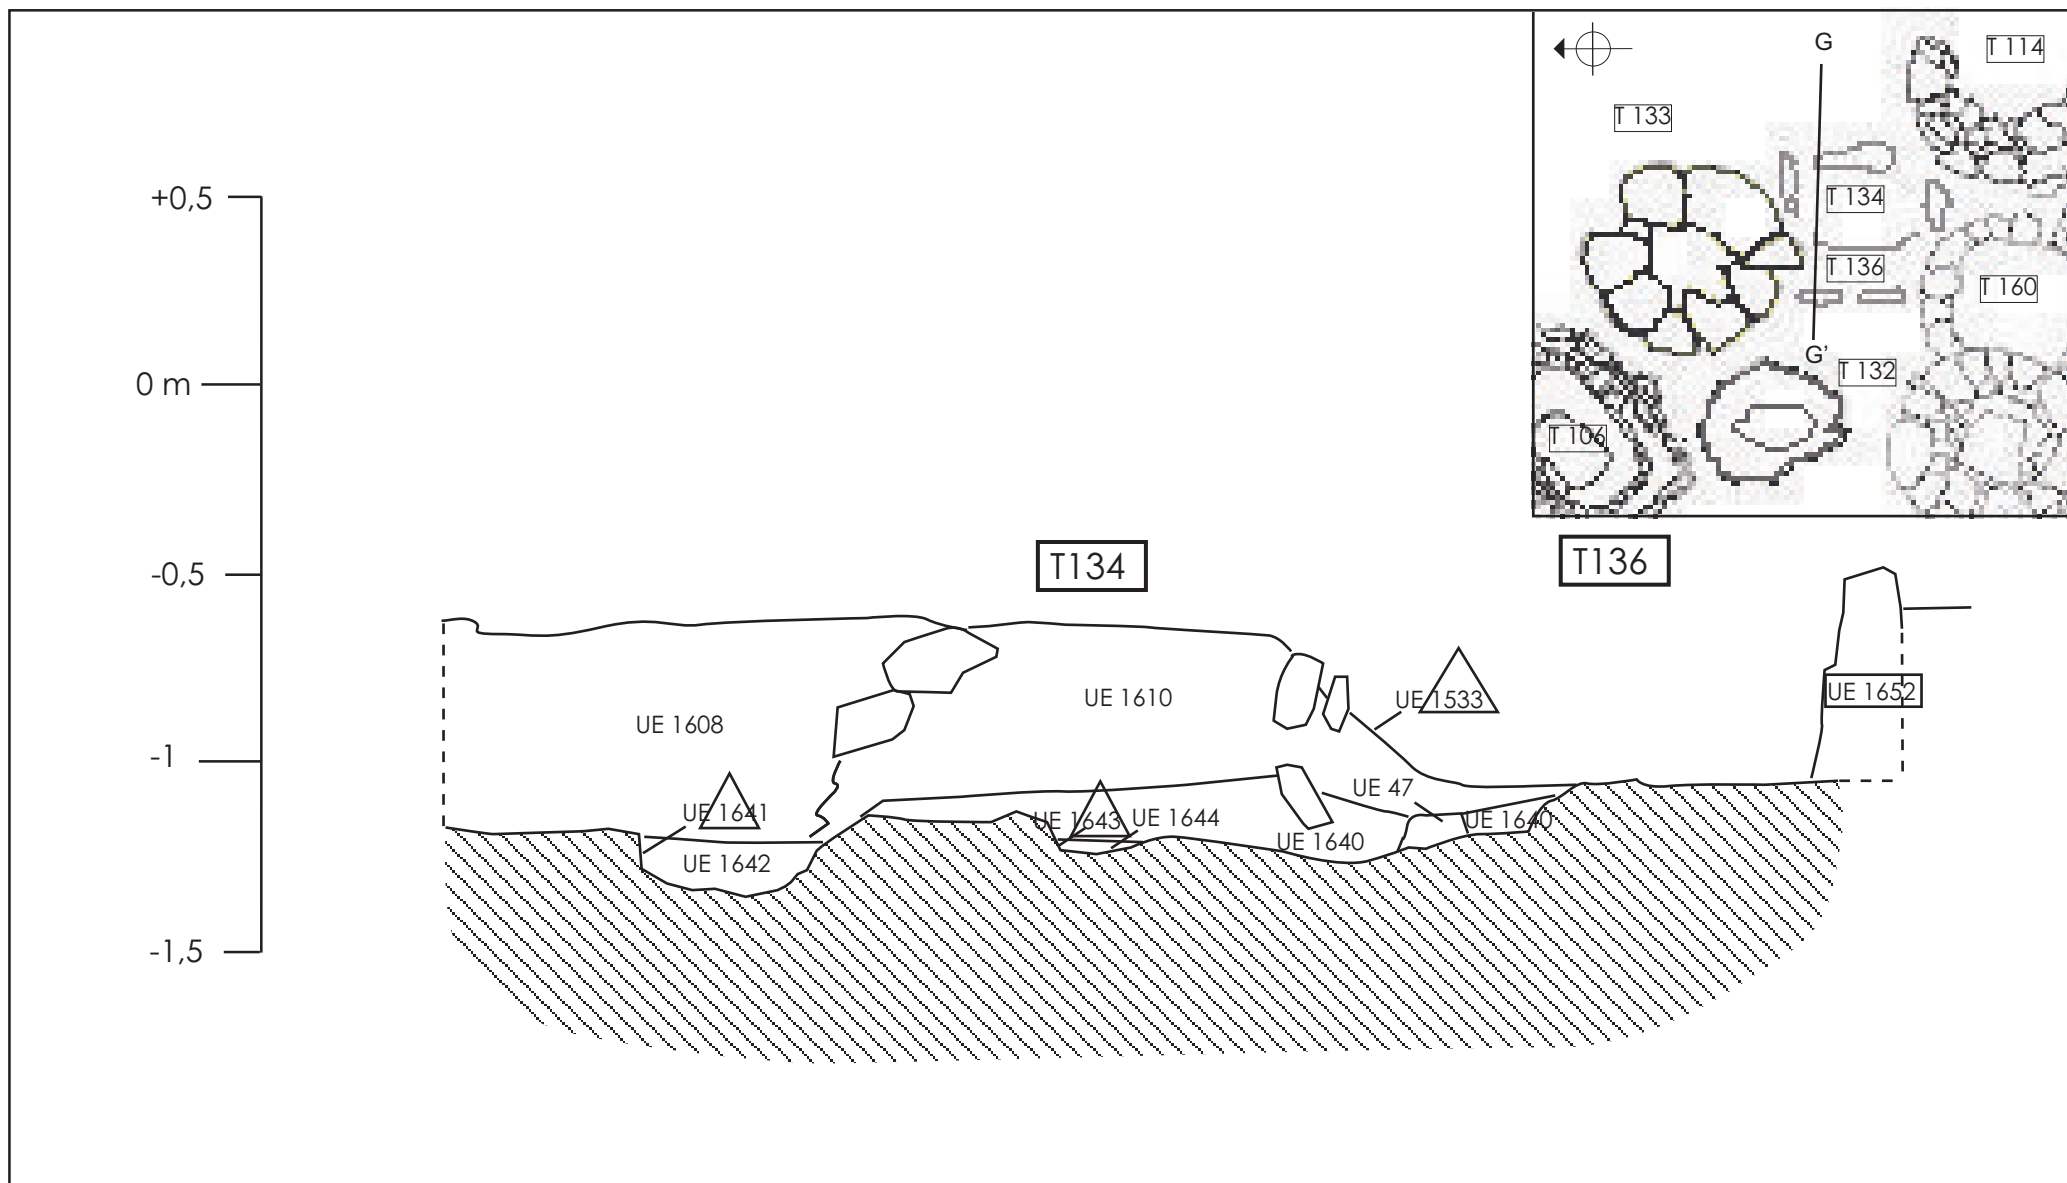 G
T 114
T 133
T 134
T 136
T 160
G'
T 132
T 106
+0,5
0 m
-0,5
-1
-1,5
T134
T136
UE 1608
UE 1610
UE 1533
UE 1652
UE 47
UE 1641
UE 1643
UE 1644
UE 1640
UE 1640
UE 1642